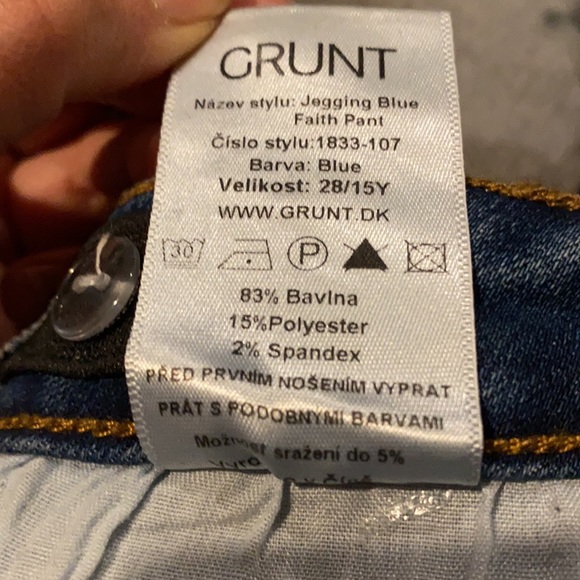 GRUNT
Název stylu: Jegging Blue
Faith Pant
Číslo stylu:1833-107
Barva: Blue
Velikost: 28/15Y
WWW.GRUNT.DK
30
P
83% Bavlna
15%Polyester
2% Spandex
PŘED PRVNÍM NOŠENÍM VYPRAT
PRÁT S PODOBNÝMI BARVAMI
Možnost sražení do 5%